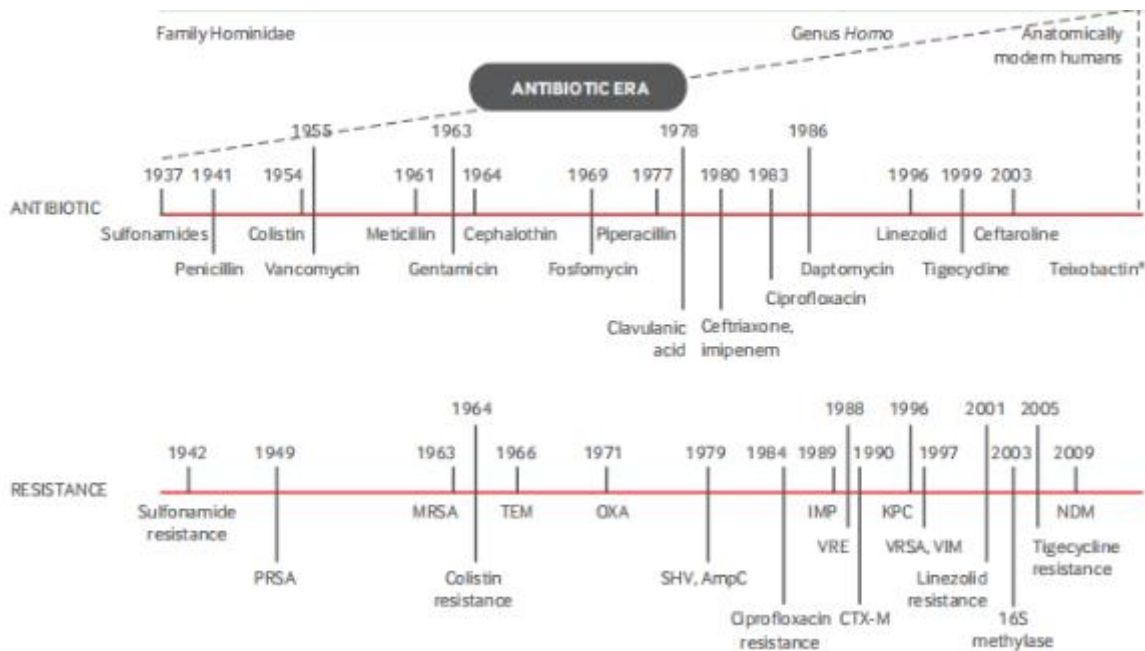 Family Hominidae
Genus Homo
Anatomically
modern humans
ANTIBIOTIC ERA
1955
1963
1978
1986
1937
1941
1954
1961
1964
1969
1977
1980
1983
1996
1999
2003
ANTIBIOTIC
Sulfonamides
Colistin
Meticillin
Cephalothin
Piperacillin
Linezolid
Ceftaroline
Penicillin
Vancomycin
Gentamicin
Fosfomycin
Daptomycin
Tigecycline
Teixobactin*
Ciprofloxacin
Clavulanic
acid
Ceftriaxone,
imipenem
1964
1988
1996
2001
2005
1942
1949
1963
1966
1971
1979
1984
1989
1990
1997
2003
2009
RESISTANCE
Sulfonamide
resistance
MRSA
TEM
OXA
IMP
KPC
NDM
VRE
VRSA, VIM
Tigecycline
resistance
PRSA
Colistin
resistance
SHV, AmpC
Linezolid
resistance
Ciprofloxacin
resistance
CTX-M
16S
methylase